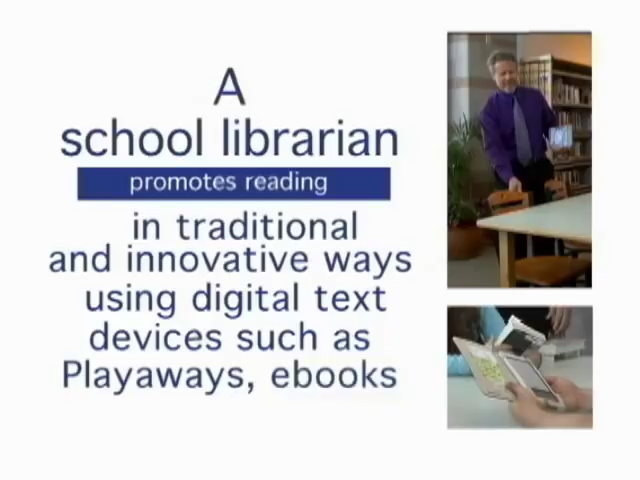 A
school librarian
promotes reading
in traditional
and innovative ways
using digital text
devices such as
Playaways, ebooks